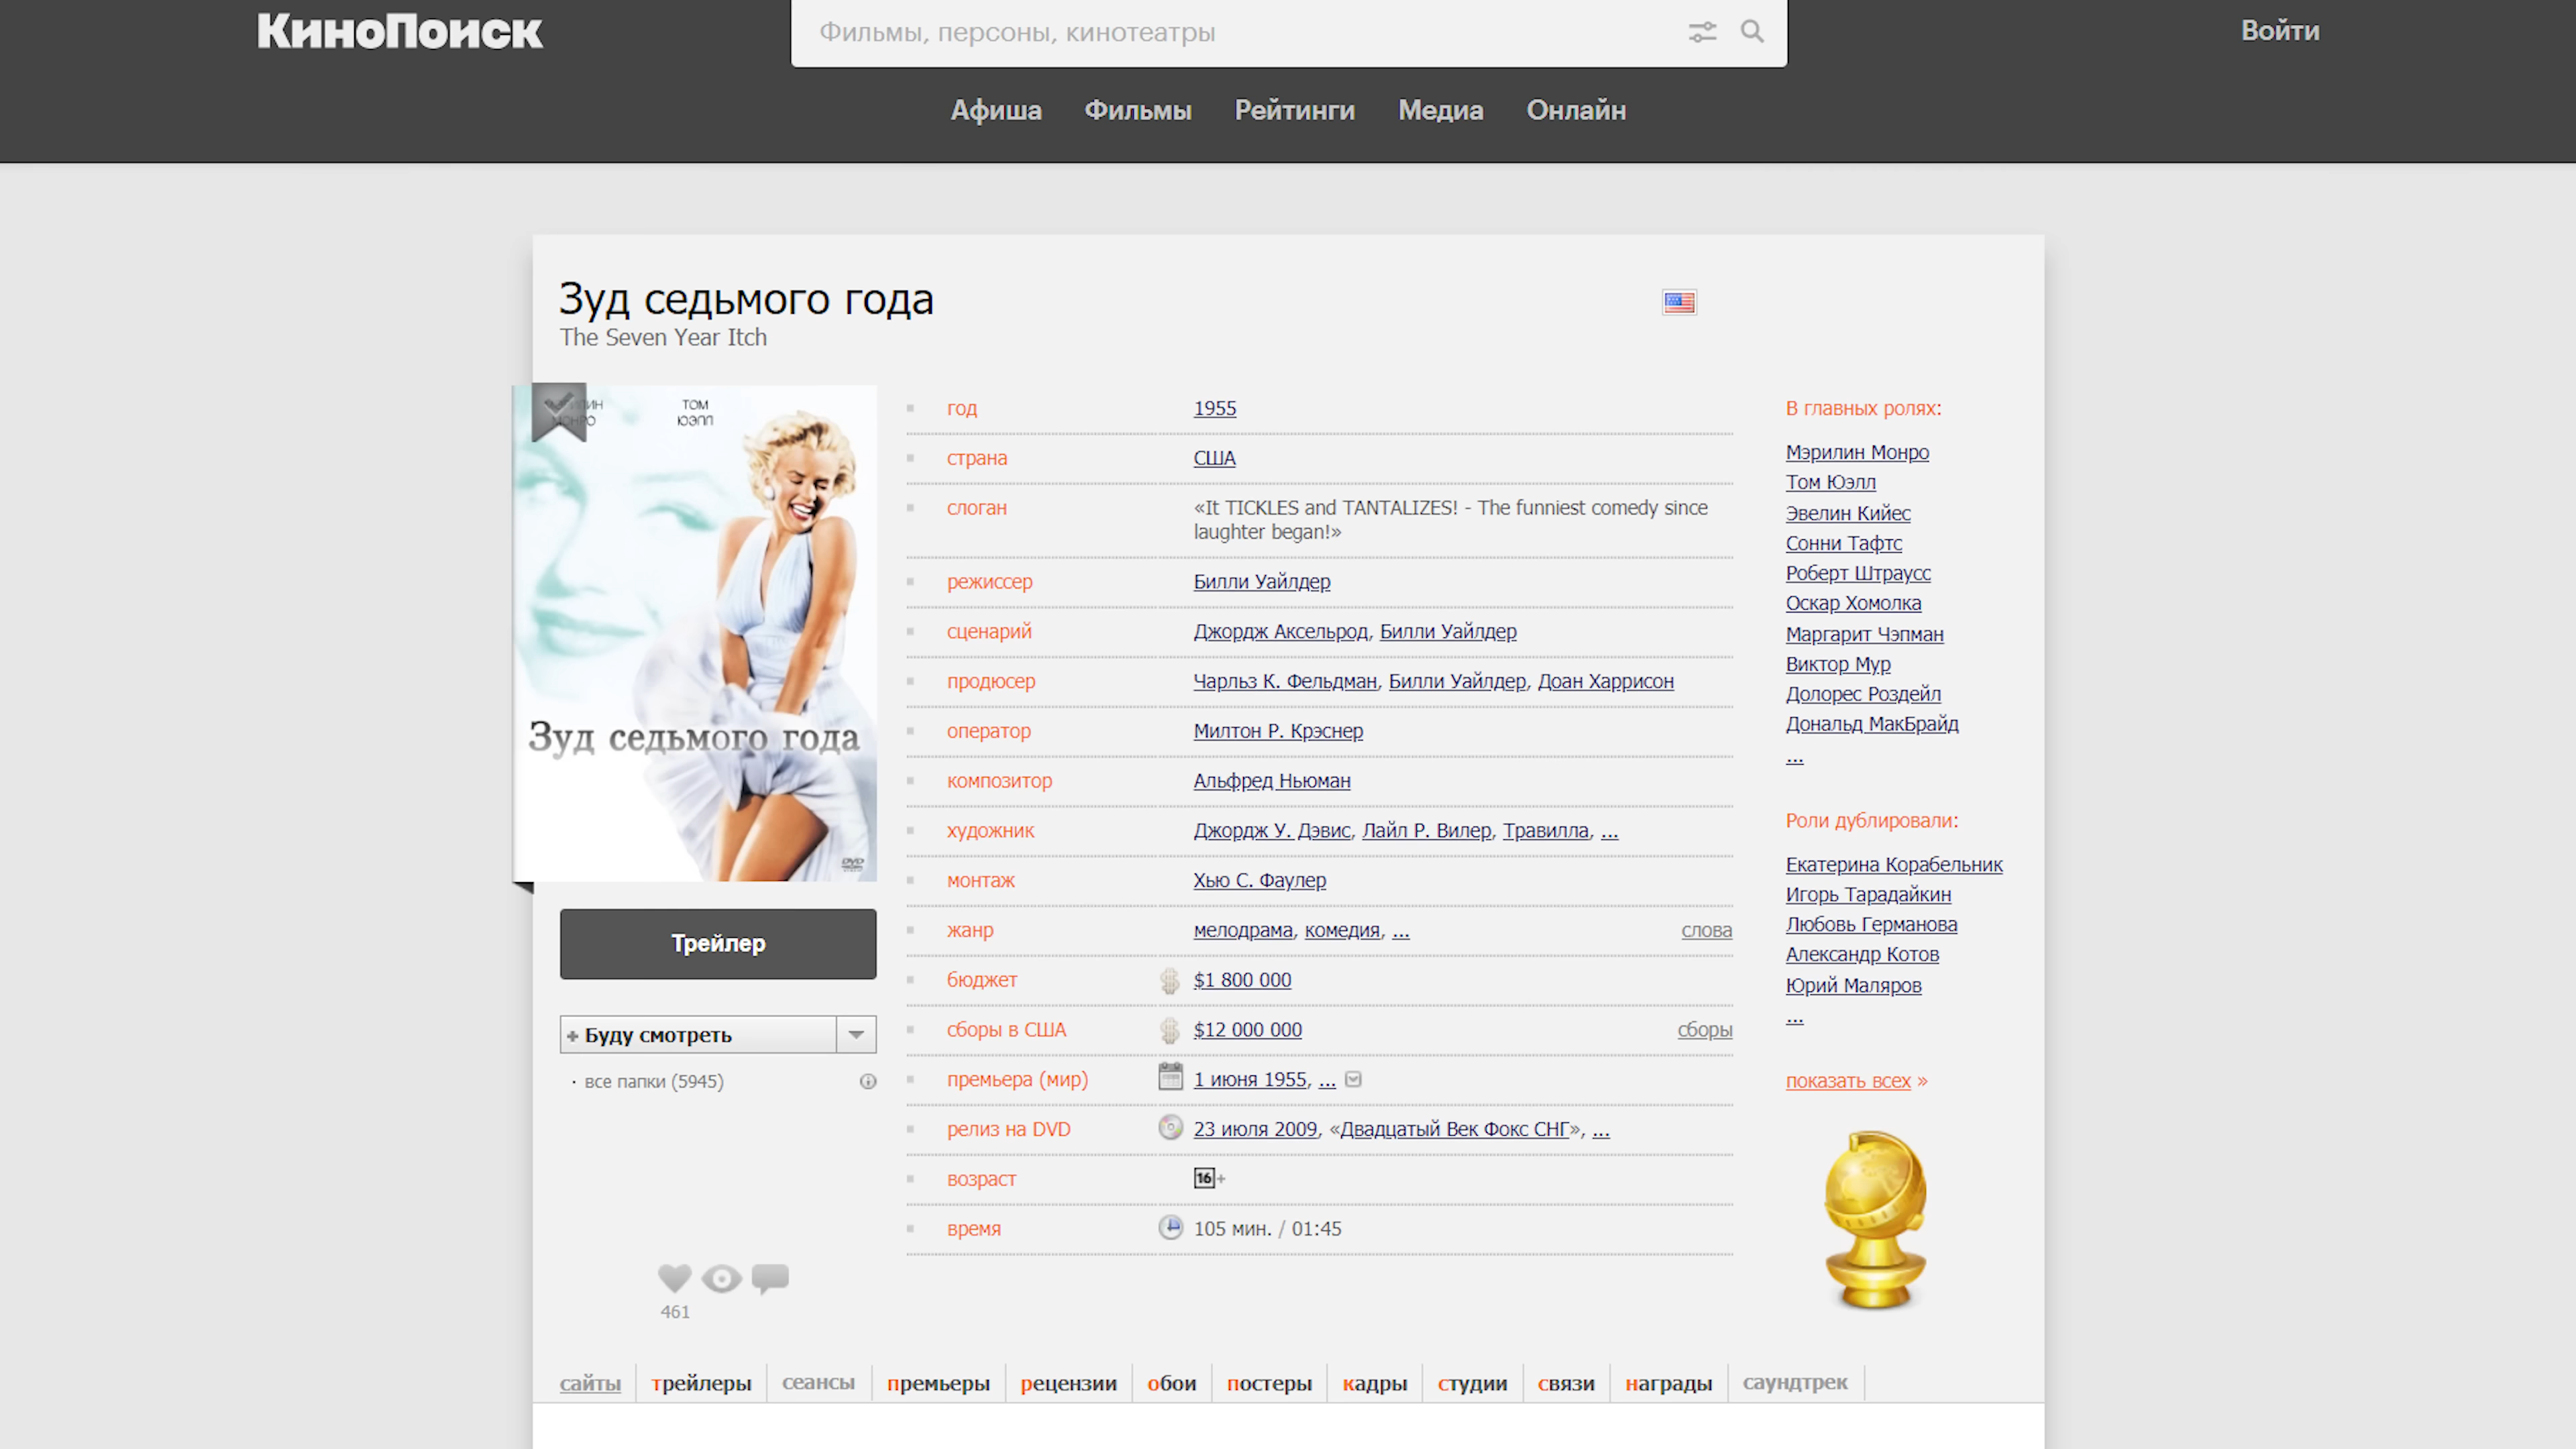 КиноПоиск
Фильмы, персоны, кинотеатры
Войти
Афиша Фильмы Рейтинги Медиа Онлайн
Зуд седьмого года
The Seven Year Itch
МОНРО
ТОМ
ЮЭЛЛ
Зуд седьмого года
DVD
Трейлер
+ Буду смотреть
· все папки (5945)
461
год 1955
страна США
слоган «It TICKLES and TANTALIZES! - The funniest comedy since
laughter began!»
режиссер Билли Уайлдер
сценарий Джордж Аксельрод, Билли Уайлдер
продюсер Чарльз К. Фельдман, Билли Уайлдер, Доан Харрисон
оператор Милтон Р. Крэснер
композитор Альфред Ньюман
художник Джордж У. Дэвис, Лайл Р. Вилер, Травилла, ...
монтаж Хью С. Фаулер
жанр мелодрама, комедия, ... слова
бюджет $1 800 000
сборы в США $12 000 000 сборы
премьера (мир) 1 июня 1955, ...
релиз на DVD 23 июля 2009, «Двадцатый Век Фокс СНГ», ...
возраст 16+
время 105 мин. / 01:45
В главных ролях:
Мэрилин Монро
Том Юэлл
Эвелин Кийес
Сонни Тафтс
Роберт Штраусс
Оскар Хомолка
Маргарит Чэпман
Виктор Мур
Долорес Роздейл
Дональд МакБрайд
...
Роли дублировали:
Екатерина Корабельник
Игорь Тарадайкин
Любовь Германова
Александр Котов
Юрий Маляров
...
показать всех »
сайты трейлеры сеансы премьеры рецензии обои постеры кадры студии связи награды саундтрек